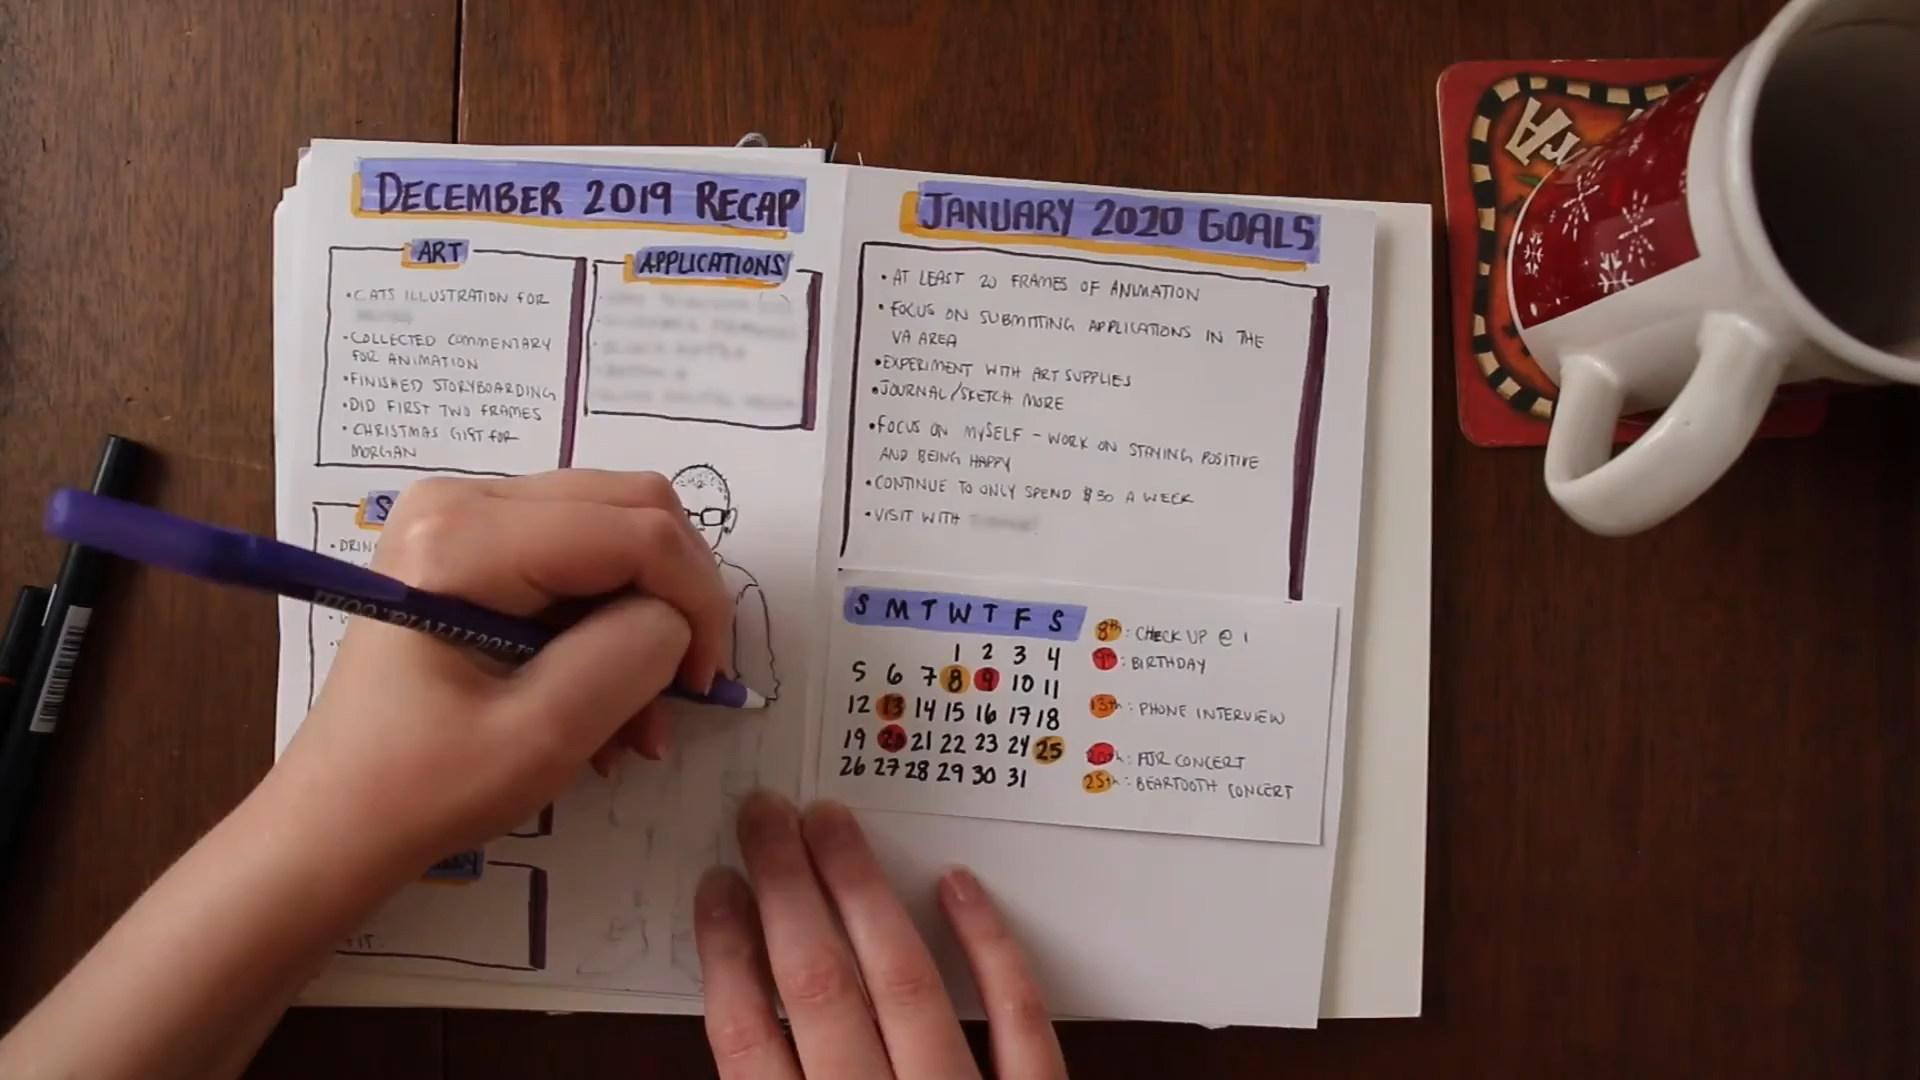 DECEMBER 2019 RECAP
ART
• CATS ILLUSTRATION FOR
• COLLECTED COMMENTARY
FOR ANIMATION
• FINISHED STORYBOARDING
• DID FIRST TWO FRAMES
• CHRISTMAS GIFT FOR
MORGAN
APPLICATIONS
S
• DRIN
FIT.
JANUARY 2020 GOALS
• AT LEAST 20 FRAMES OF ANIMATION
• FOCUS ON SUBMITTING APPLICATIONS IN THE
VA AREA
• EXPERIMENT WITH ART SUPPLIES
• JOURNAL/SKETCH MORE
• FOCUS ON MYSELF - WORK ON STAYING POSITIVE
AND BEING HAPPY
• CONTINUE TO ONLY SPEND $30 A WEEK
• VISIT WITH
S M T W T F S
1 2 3 4
5 6 7 8 9 10 11
12 13 14 15 16 17 18
19 20 21 22 23 24 25
26 27 28 29 30 31
8th: CHECK UP @ 1
9th: BIRTHDAY
13th: PHONE INTERVIEW
20th: AJR CONCERT
25th: BEARTOOTH CONCERT